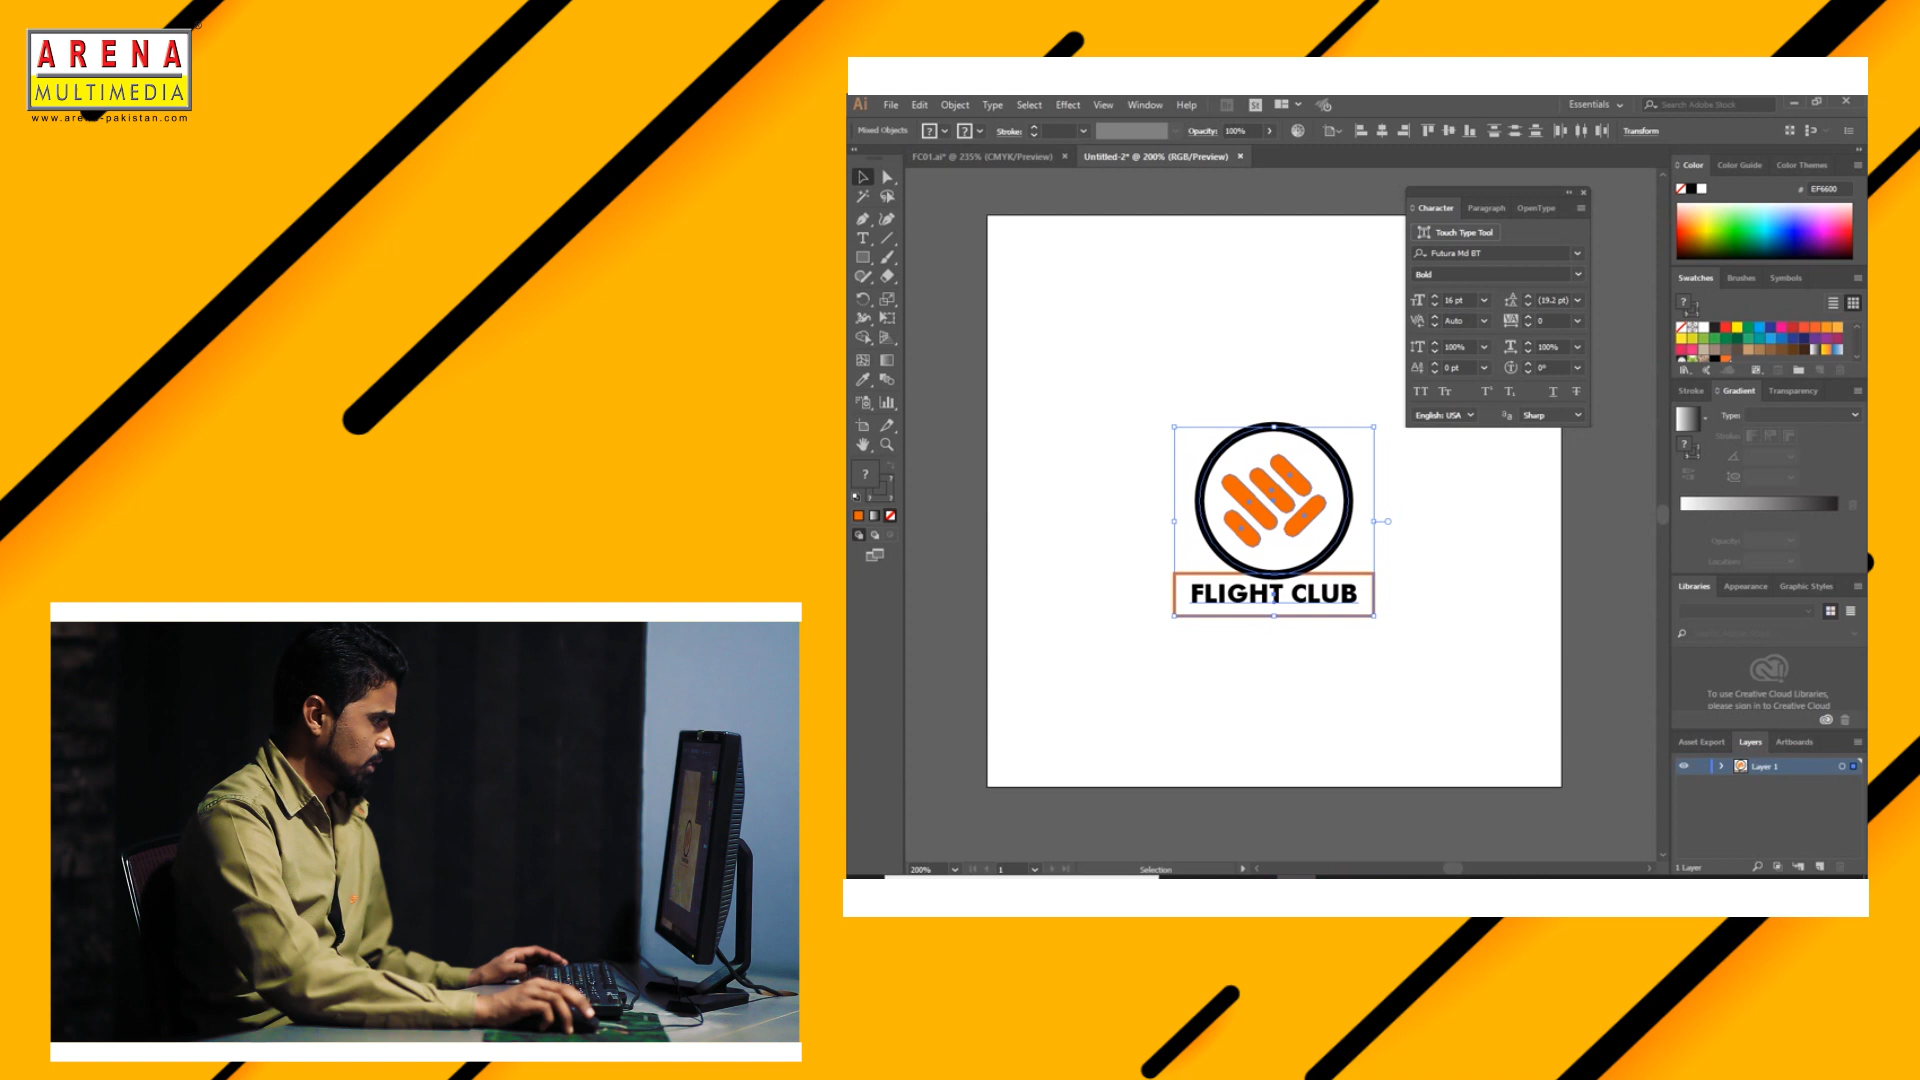 ARENA
MULTIMEDIA
Ai File Edit Object Type Select Effect View Window Help
St
Essentials
Search Adobe Stock
Mixed Objects
? ?
Stroke:
Opacity: 100%
Transform
FC01.ai* @ 235% (CMYK/Preview) ×
Untitled-2* @ 200% (RGB/Preview) ×
Color Color Guide Color Themes
# EF6600
Character Paragraph OpenType
Touch Type Tool
Futura Md BT
Bold
16 pt (19.2 pt)
Auto 0
100% 100%
0 pt 0°
English: USA Sharp
Swatches Brushes Symbols
?
Stroke Gradient Transparency
Type:
Stroke:
?
Opacity:
Location:
Libraries Appearance Graphic Styles
To use Creative Cloud Libraries,
please sign in to Creative Cloud
Asset Export Layers Artboards
Layer 1
1 Layer
FLIGHT CLUB
?
200% 1 Selection